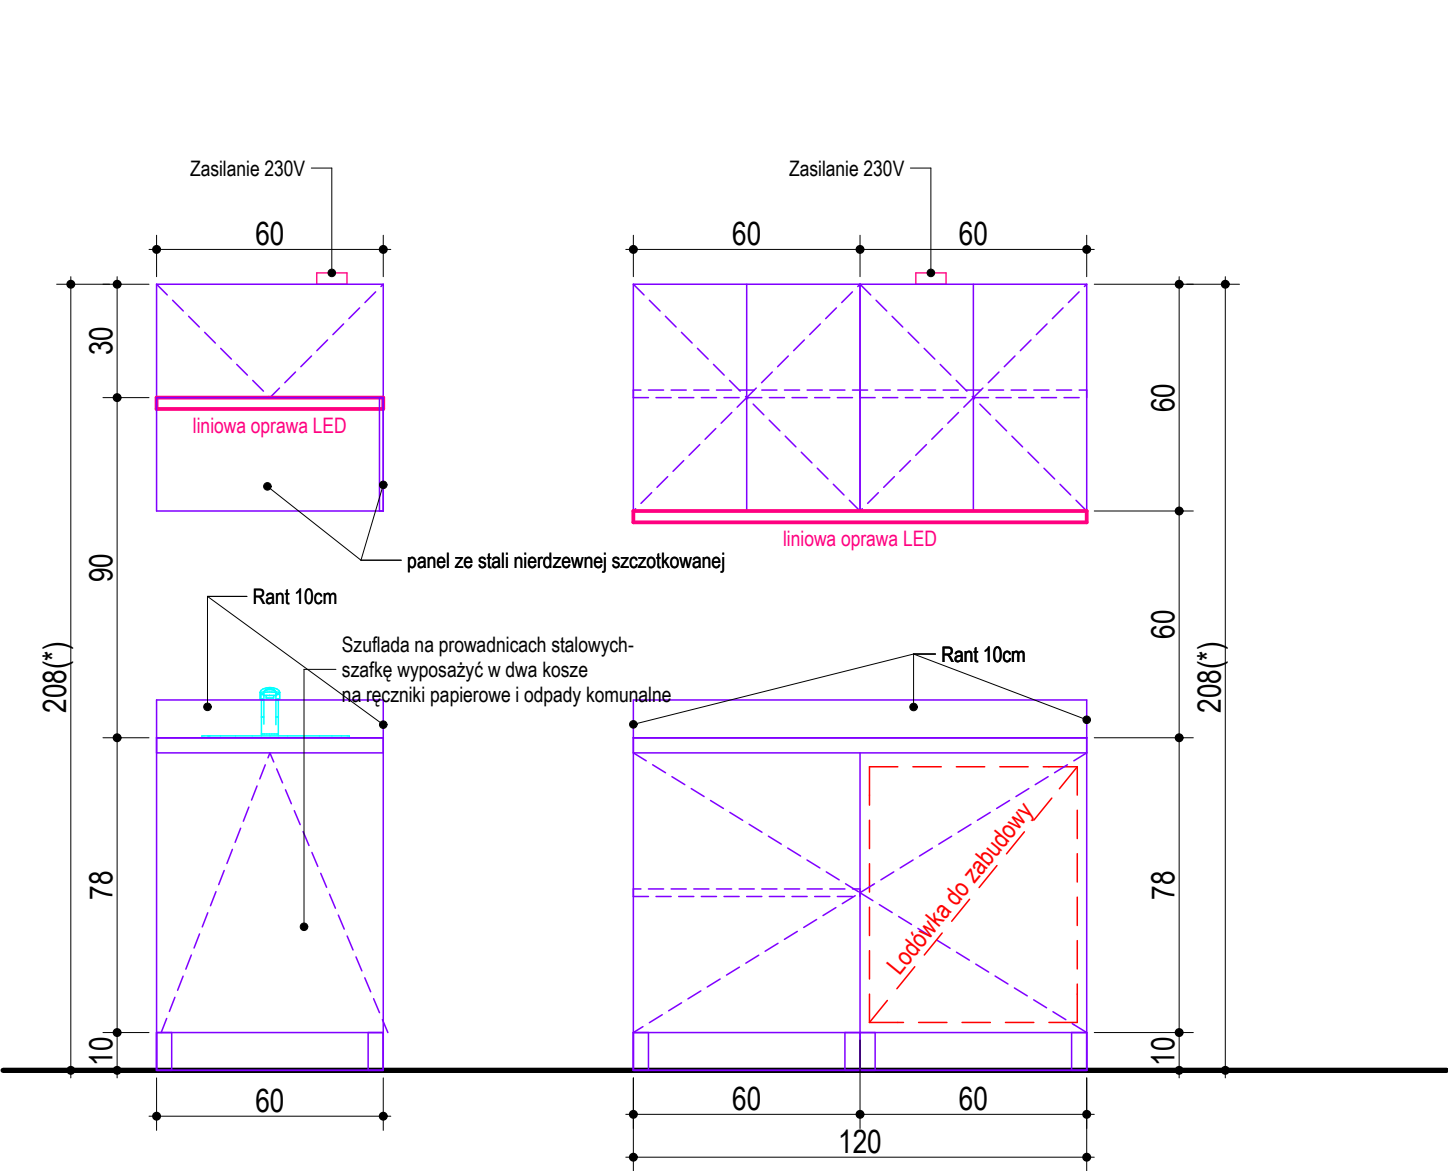 Zasilanie 230V
Zasilanie 230V
60
60
60
30
liniowa oprawa LED
60
liniowa oprawa LED
panel ze stali nierdzewnej szczotkowanej
90
Rant 10cm
60
Szuflada na prowadnicach stalowych-
szafkę wyposażyć w dwa kosze
na ręczniki papierowe i odpady komunalne
Rant 10cm
208(*)
208(*)
78
Lodówka do zabudowy
78
10
10
60
60
60
120